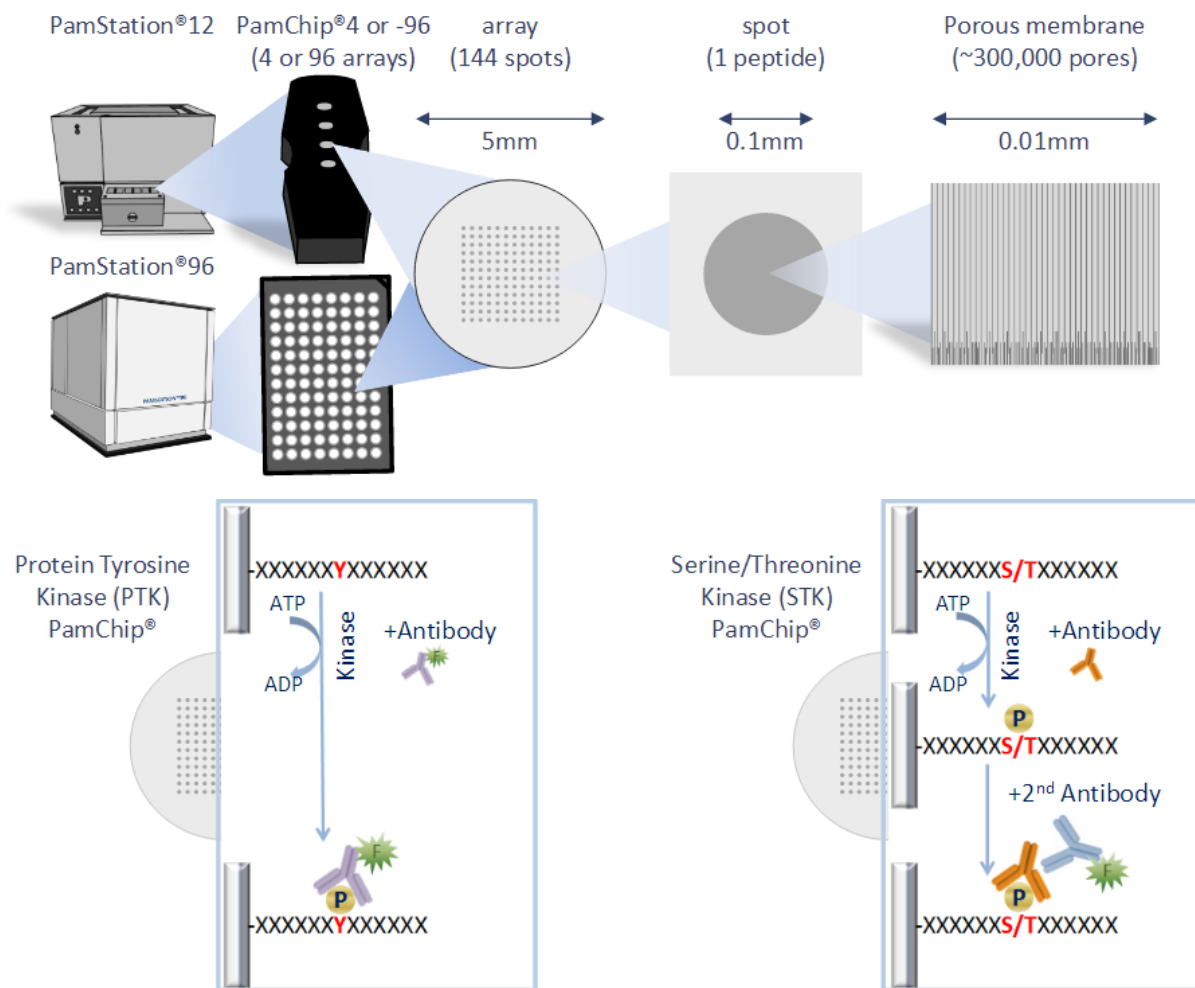 PamStation®12
PamChip®4 or -96
(4 or 96 arrays)
array
(144 spots)
spot
(1 peptide)
Porous membrane
(~300,000 pores)
5mm
0.1mm
0.01mm
P
PamStation®96
PAMSTATION®96
Protein Tyrosine
Kinase (PTK)
PamChip®
-XXXXXXYXXXXXX
ATP
ADP
Kinase
+Antibody
F
F
P
-XXXXXXYXXXXXX
Serine/Threonine
Kinase (STK)
PamChip®
-XXXXXXS/TXXXXXX
ATP
ADP
Kinase
+Antibody
P
-XXXXXXS/TXXXXXX
+2nd Antibody
F
P
-XXXXXXS/TXXXXXX